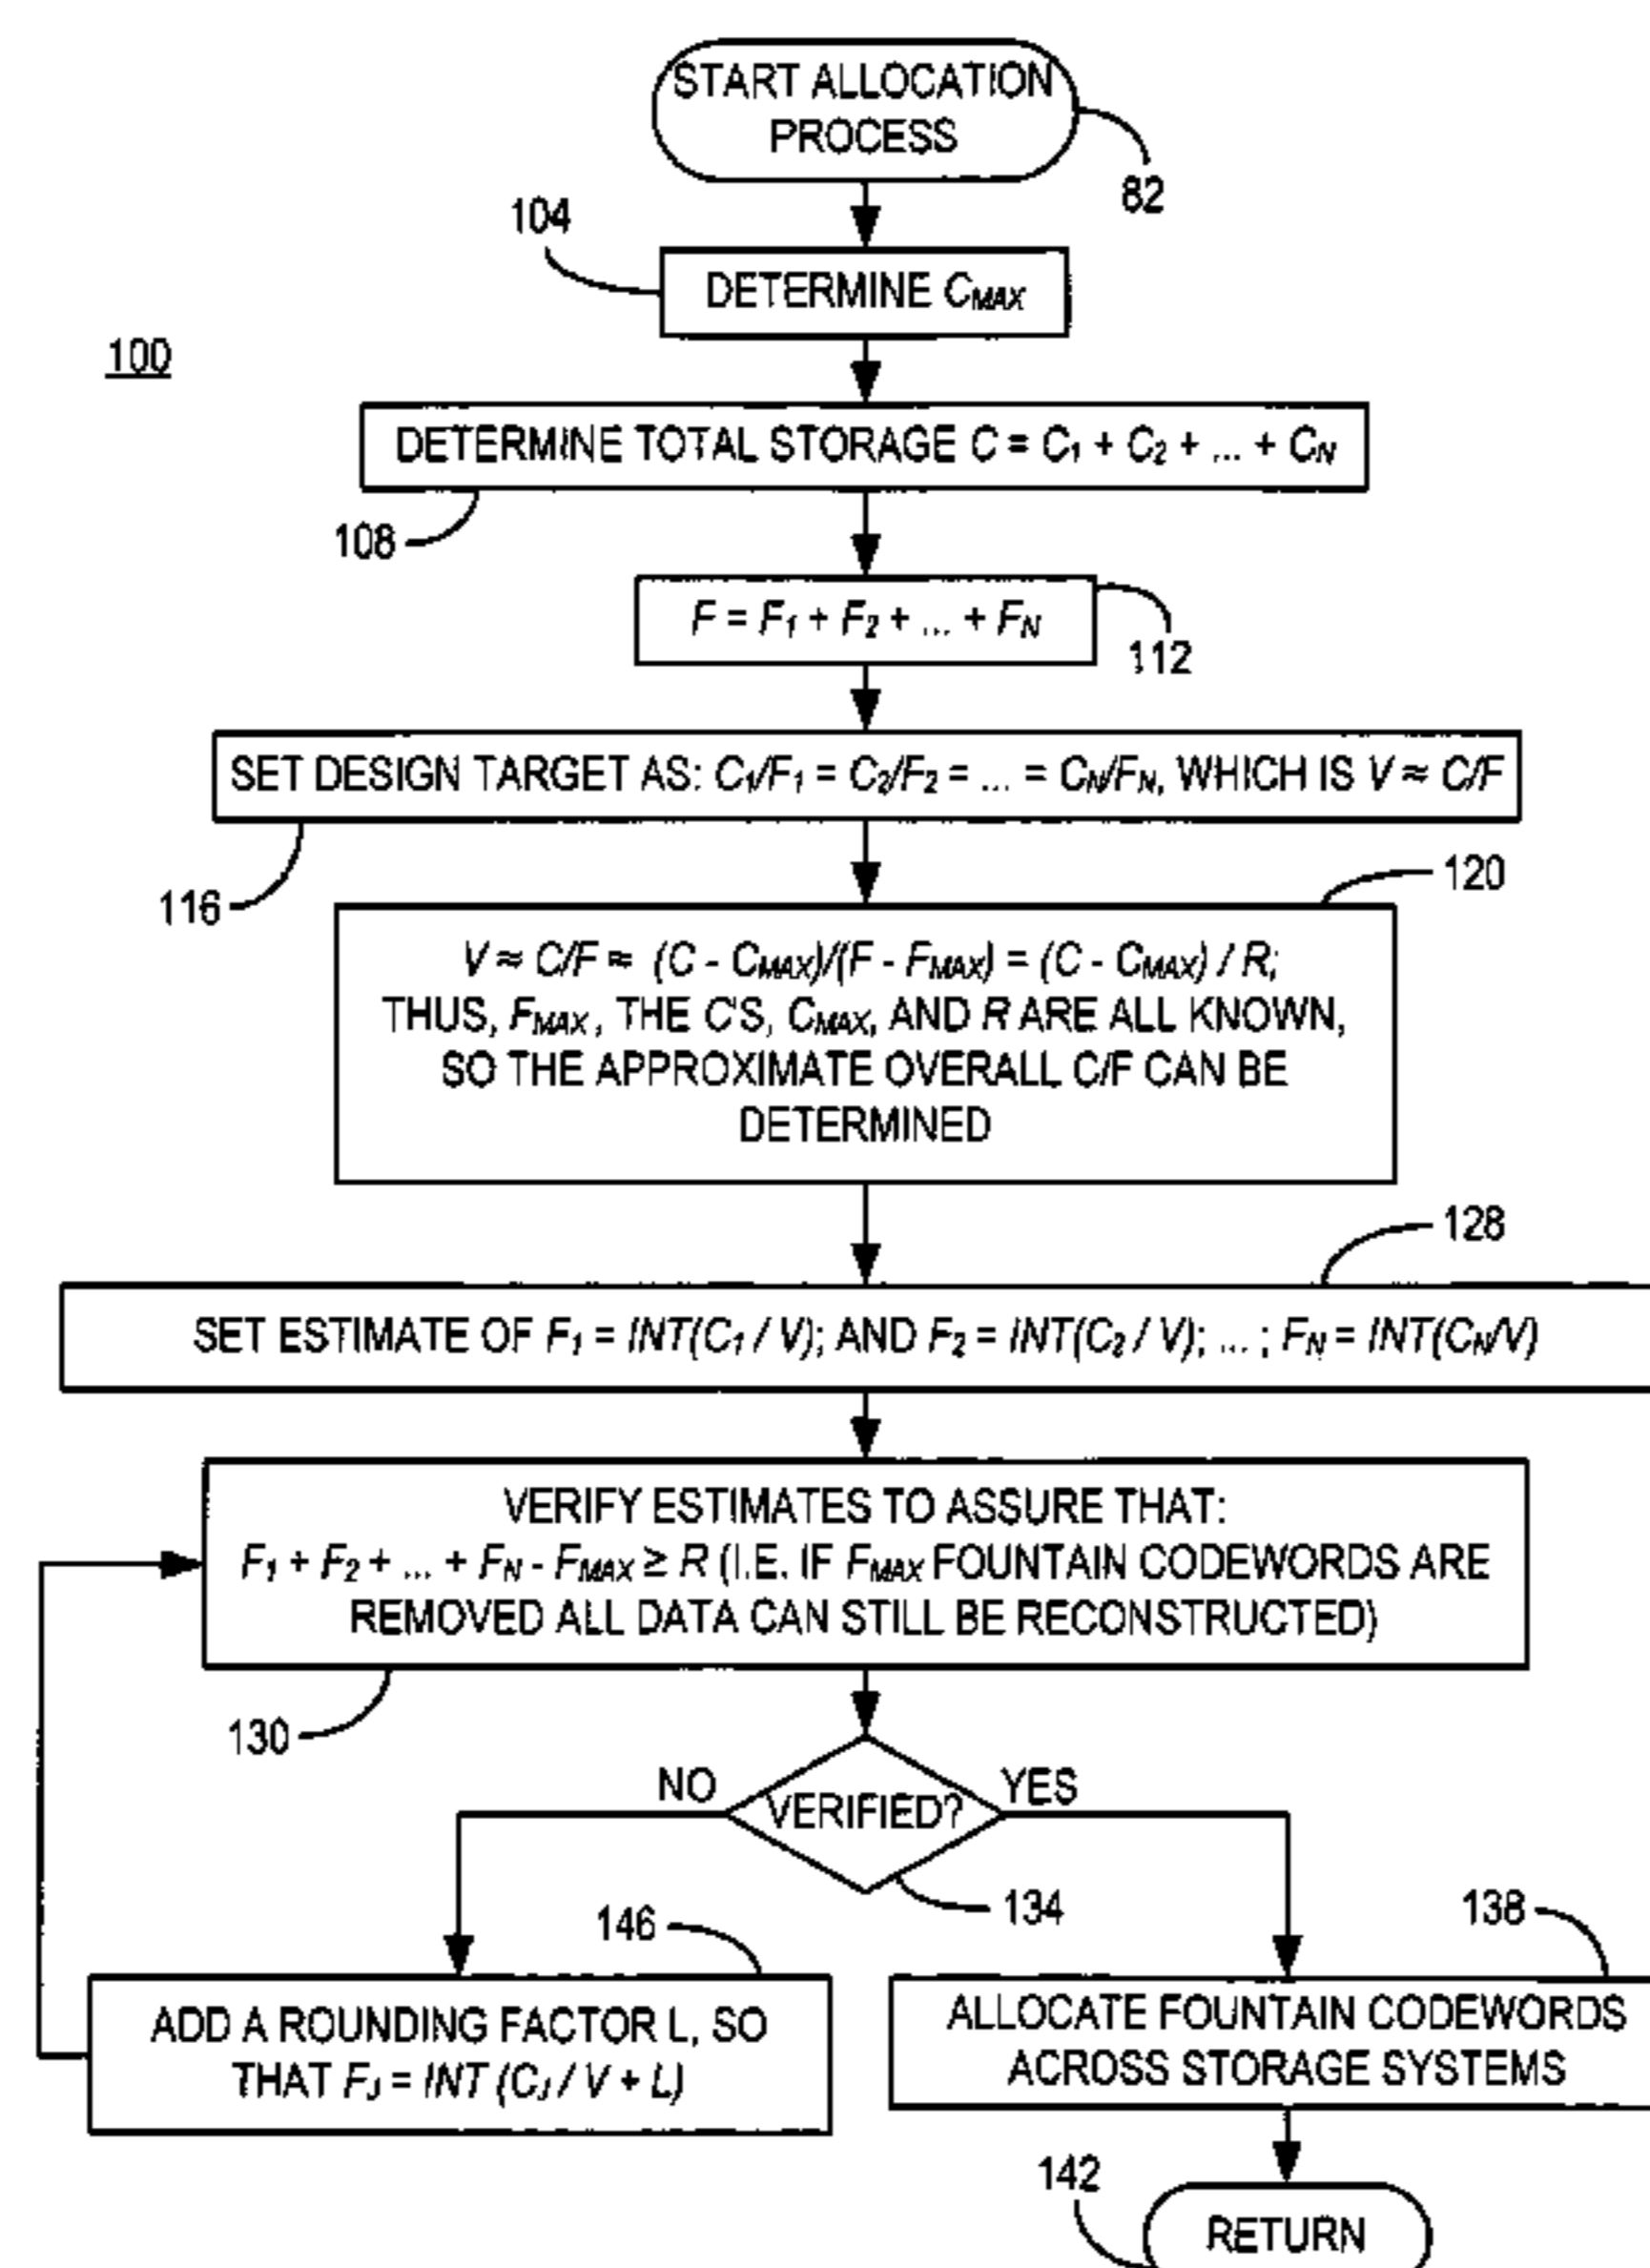 START ALLOCATION
PROCESS
82
104
DETERMINE CMAX
100
DETERMINE TOTAL STORAGE C = C1 + C2 + ... + CN
108
F = F1 + F2 + ... + FN
112
SET DESIGN TARGET AS: C1/F1 = C2/F2 = ... = CN/FN, WHICH IS V ≈ C/F
116
120
V ≈ C/F ≈ (C - CMAX)/(F - FMAX) = (C - CMAX) / R;
THUS, FMAX, THE C'S, CMAX, AND R ARE ALL KNOWN,
SO THE APPROXIMATE OVERALL C/F CAN BE
DETERMINED
128
SET ESTIMATE OF F1 = INT(C1 / V); AND F2 = INT(C2 / V); ... ; FN = INT(CN/V)
VERIFY ESTIMATES TO ASSURE THAT:
F1 + F2 + ... + FN - FMAX ≥ R (I.E. IF FMAX FOUNTAIN CODEWORDS ARE
REMOVED ALL DATA CAN STILL BE RECONSTRUCTED)
130
NO
VERIFIED?
YES
134
146
138
ADD A ROUNDING FACTOR L, SO
THAT FJ = INT (CJ / V + L)
ALLOCATE FOUNTAIN CODEWORDS
ACROSS STORAGE SYSTEMS
142
RETURN